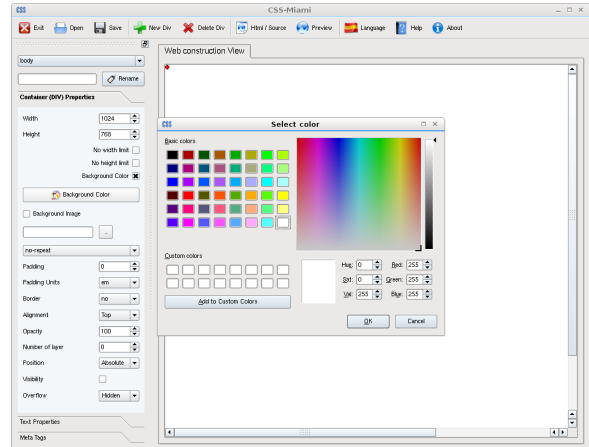 CSS CSS-Miami
Exit Open Save New Div Delete Div Html / Source Preview Language Help About
body
Rename
Container (DIV) Properties
Width 1024
Height 768
No width limit
No height limit
Background Color
Background Color
Background Image
..
no-repeat
Padding 0
Padding Units em
Border no
Alignment Top
Opacity 100
Number of layer 0
Position Absolute
Visibility
Overflow Hidden
Text Properties
Meta Tags
Web construction View
CSS Select color
Basic colors
Custom colors
Add to Custom Colors
Hue: 0 Red: 255
Sat: 0 Green: 255
Val: 255 Blue: 255
OK Cancel